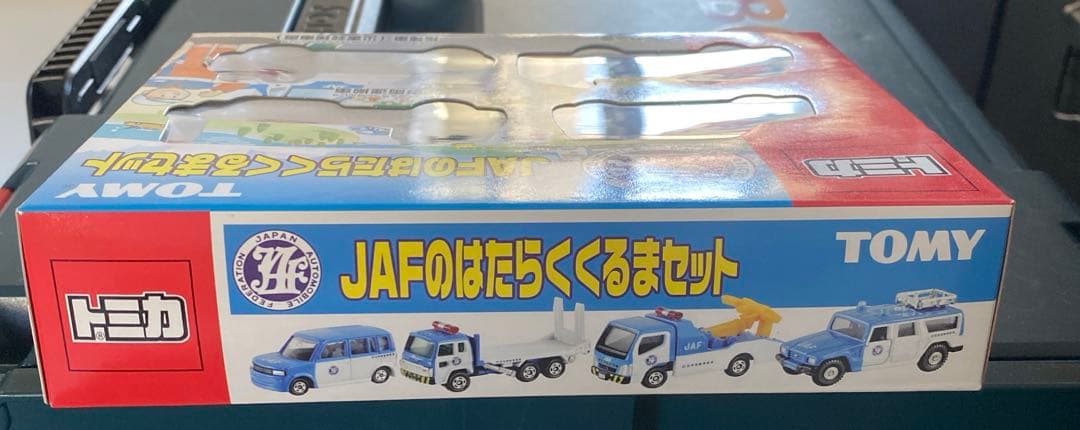 JAFのはたらくくるまセット
TOMY
トミカ
トミカ
JAPAN
AUTOMOBILE
FEDERATION
JAF
JAFのはたらくくるまセット
TOMY
JAF